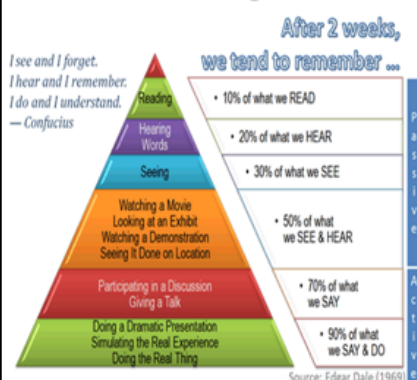 After 2 weeks,
we tend to remember ...
I see and I forget.
I hear and I remember.
I do and I understand.
— Confucius
Reading
• 10% of what we READ
Hearing
Words
• 20% of what we HEAR
Seeing
• 30% of what we SEE
Watching a Movie
Looking at an Exhibit
Watching a Demonstration
Seeing It Done on Location
• 50% of what
we SEE & HEAR
Participating in a Discussion
Giving a Talk
• 70% of what
we SAY
Doing a Dramatic Presentation
Simulating the Real Experience
Doing the Real Thing
• 90% of what
we SAY & DO
P
a
s
s
i
v
e
A
c
t
i
v
e
Source: Edgar Dale (1969)